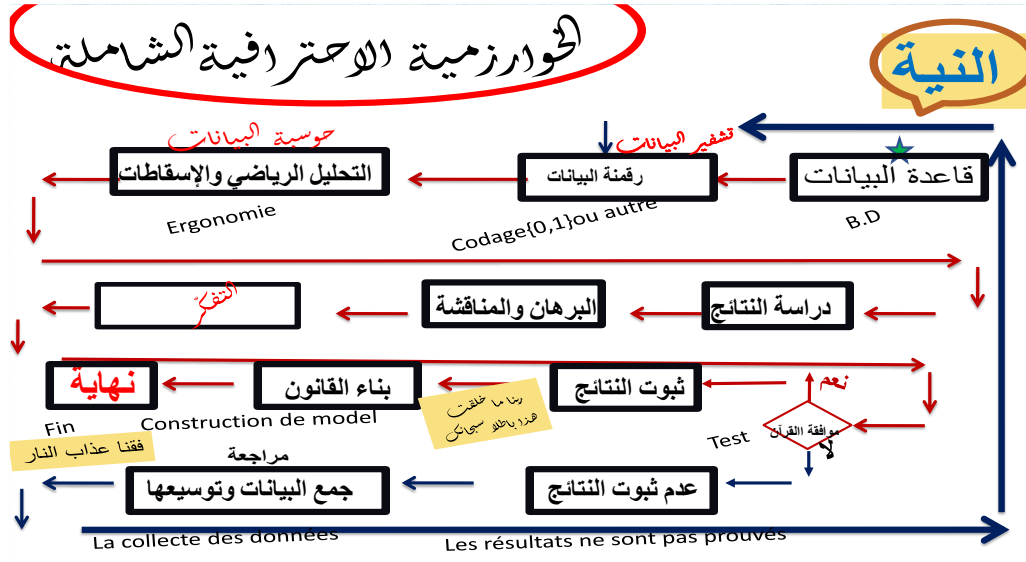 الخوارزمية الاحترافية الشاملة
النية
قاعدة البيانات
B.D
تشفير البيانات
رقمنة البيانات
Codage{0,1}ou autre
حوسبة البيانات
التحليل الرياضي والإسقاطات
Ergonomie
دراسة النتائج
البرهان والمناقشة
التفكّر
موافقة القرآن
Test
نعم
لا
ثبوت النتائج
بناء القانون
Construction de model
نهاية
Fin
ربنا ما خلقت
هذا باطلا سبحانك
فقنا عذاب النار
عدم ثبوت النتائج
Les résultats ne sont pas prouvés
مراجعة
جمع البيانات وتوسيعها
La collecte des données